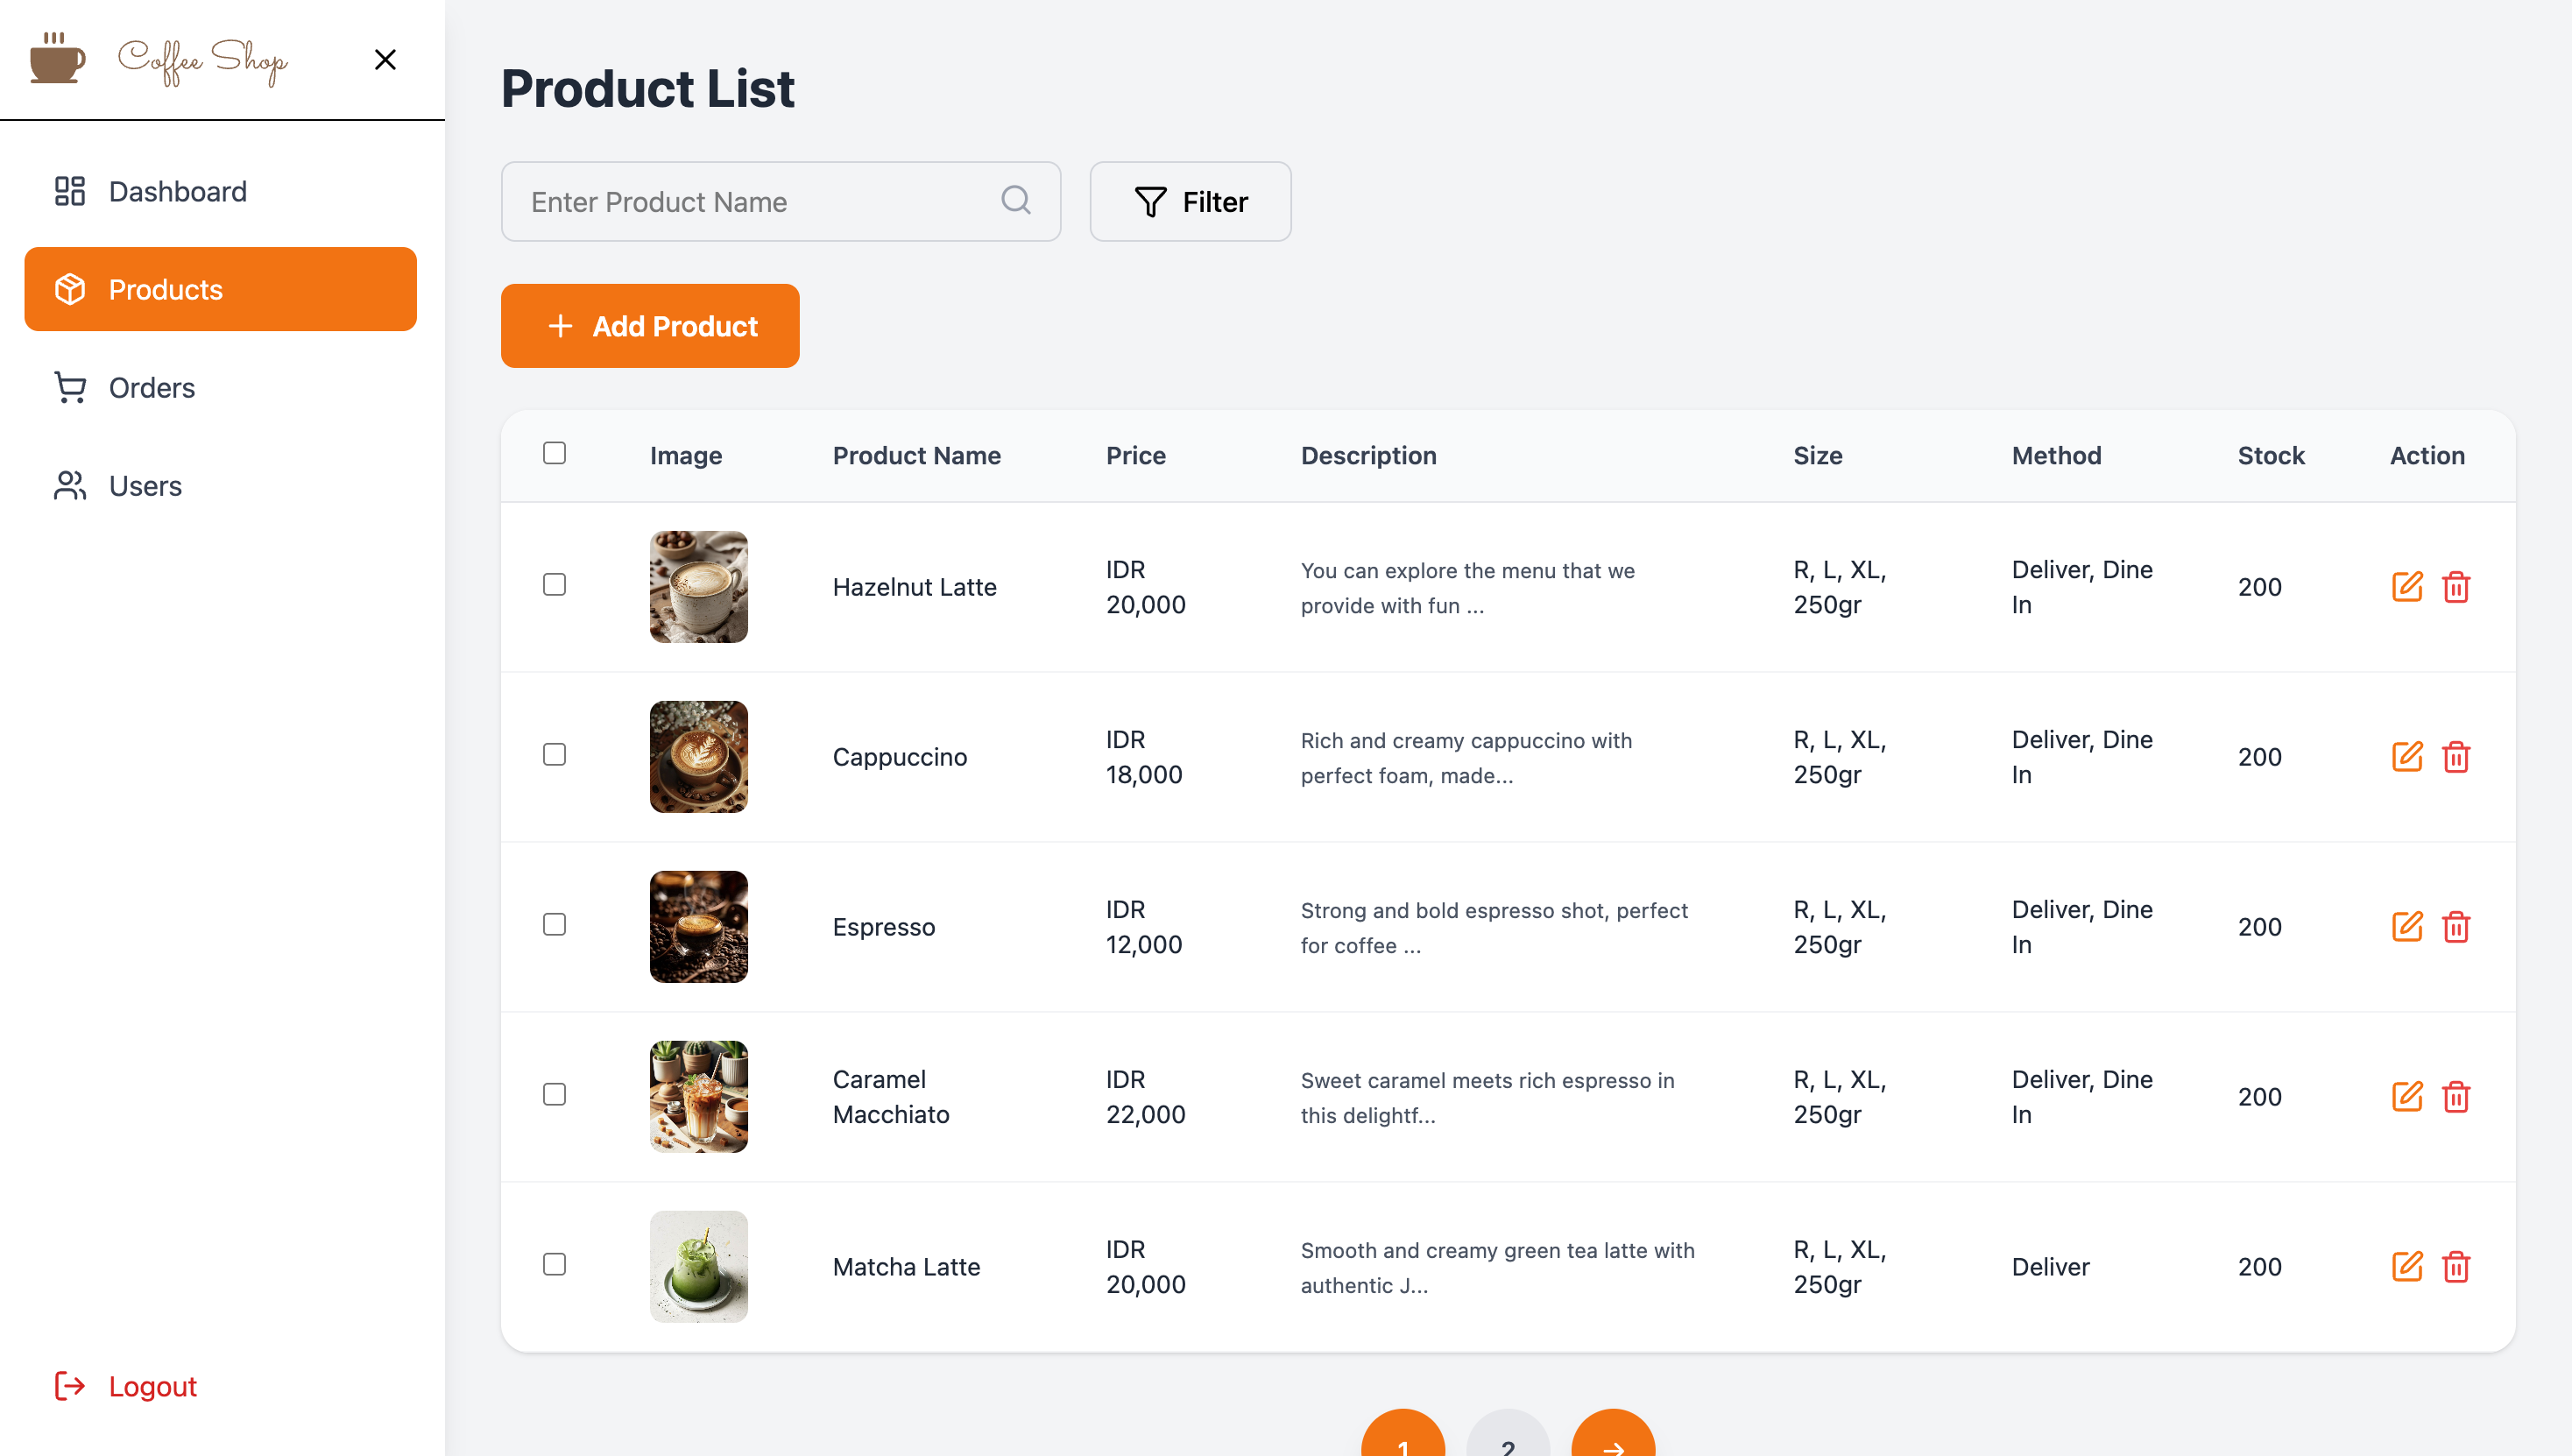 Coffee Shop
Dashboard
Products
Orders
Users
Logout
Product List
Enter Product Name
Filter
Add Product
Image Product Name Price Description Size Method Stock Action
Hazelnut Latte
IDR
20,000
You can explore the menu that we
provide with fun ...
R, L, XL,
250gr
Deliver, Dine
In
200
Cappuccino
IDR
18,000
Rich and creamy cappuccino with
perfect foam, made...
R, L, XL,
250gr
Deliver, Dine
In
200
Espresso
IDR
12,000
Strong and bold espresso shot, perfect
for coffee ...
R, L, XL,
250gr
Deliver, Dine
In
200
Caramel
Macchiato
IDR
22,000
Sweet caramel meets rich espresso in
this delightf...
R, L, XL,
250gr
Deliver, Dine
In
200
Matcha Latte
IDR
20,000
Smooth and creamy green tea latte with
authentic J...
R, L, XL,
250gr
Deliver
200
1 2